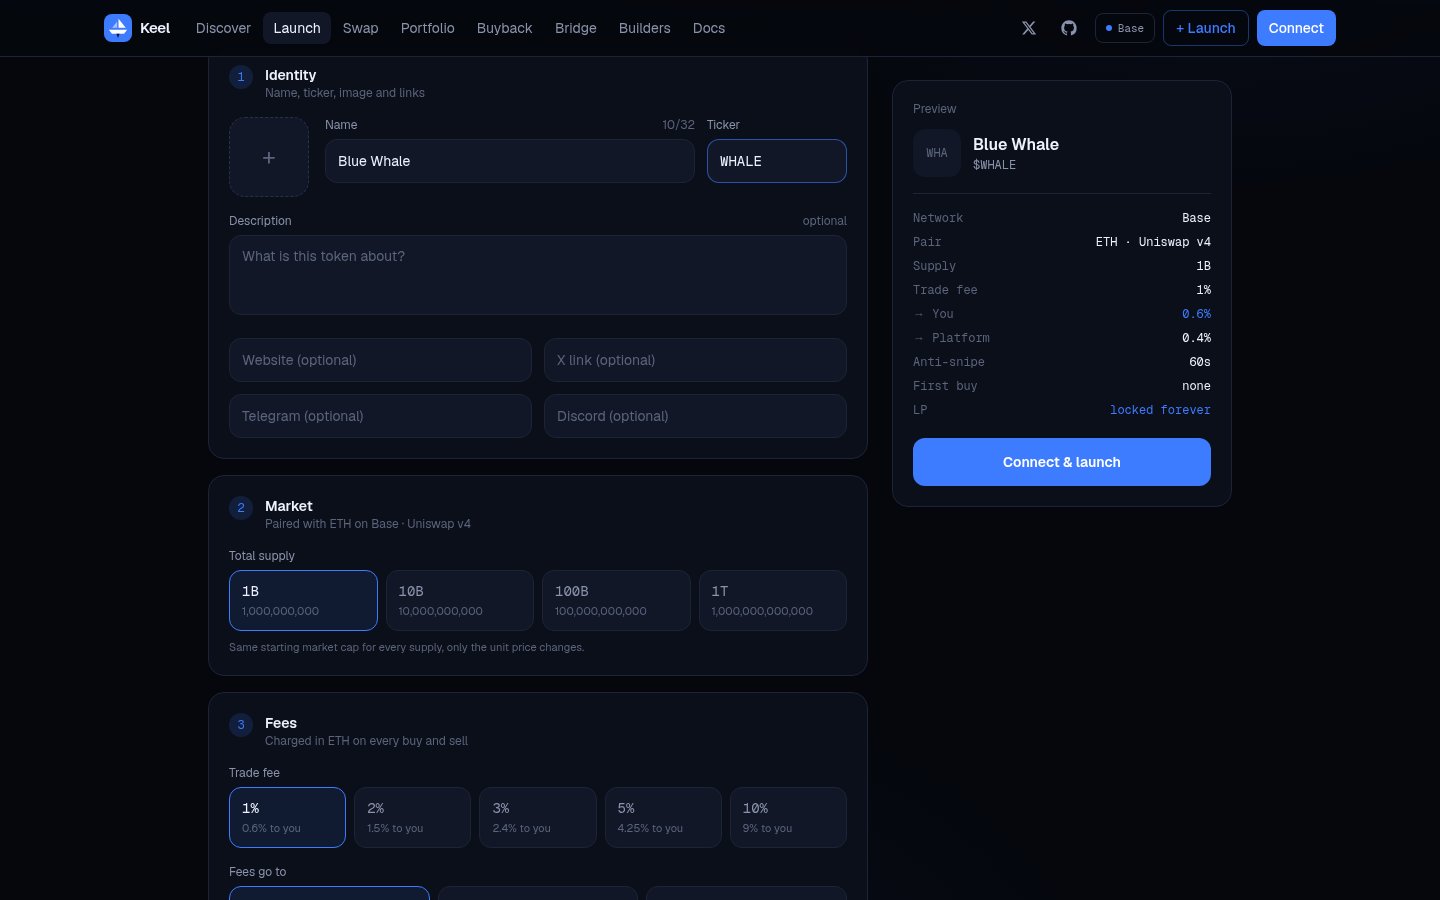 Keel
Discover
Launch
Swap
Portfolio
Buyback
Bridge
Builders
Docs
Base
+ Launch
Connect
1
Identity
Name, ticker, image and links
+
Name
10/32
Ticker
Blue Whale
WHALE
Description
optional
What is this token about?
Website (optional)
X link (optional)
Telegram (optional)
Discord (optional)
2
Market
Paired with ETH on Base · Uniswap v4
Total supply
1B
1,000,000,000
10B
10,000,000,000
100B
100,000,000,000
1T
1,000,000,000,000
Same starting market cap for every supply, only the unit price changes.
3
Fees
Charged in ETH on every buy and sell
Trade fee
1%
0.6% to you
2%
1.5% to you
3%
2.4% to you
5%
4.25% to you
10%
9% to you
Fees go to
Preview
WHA
Blue Whale
$WHALE
Network Base
Pair ETH · Uniswap v4
Supply 1B
Trade fee 1%
→ You 0.6%
→ Platform 0.4%
Anti-snipe 60s
First buy none
LP locked forever
Connect & launch